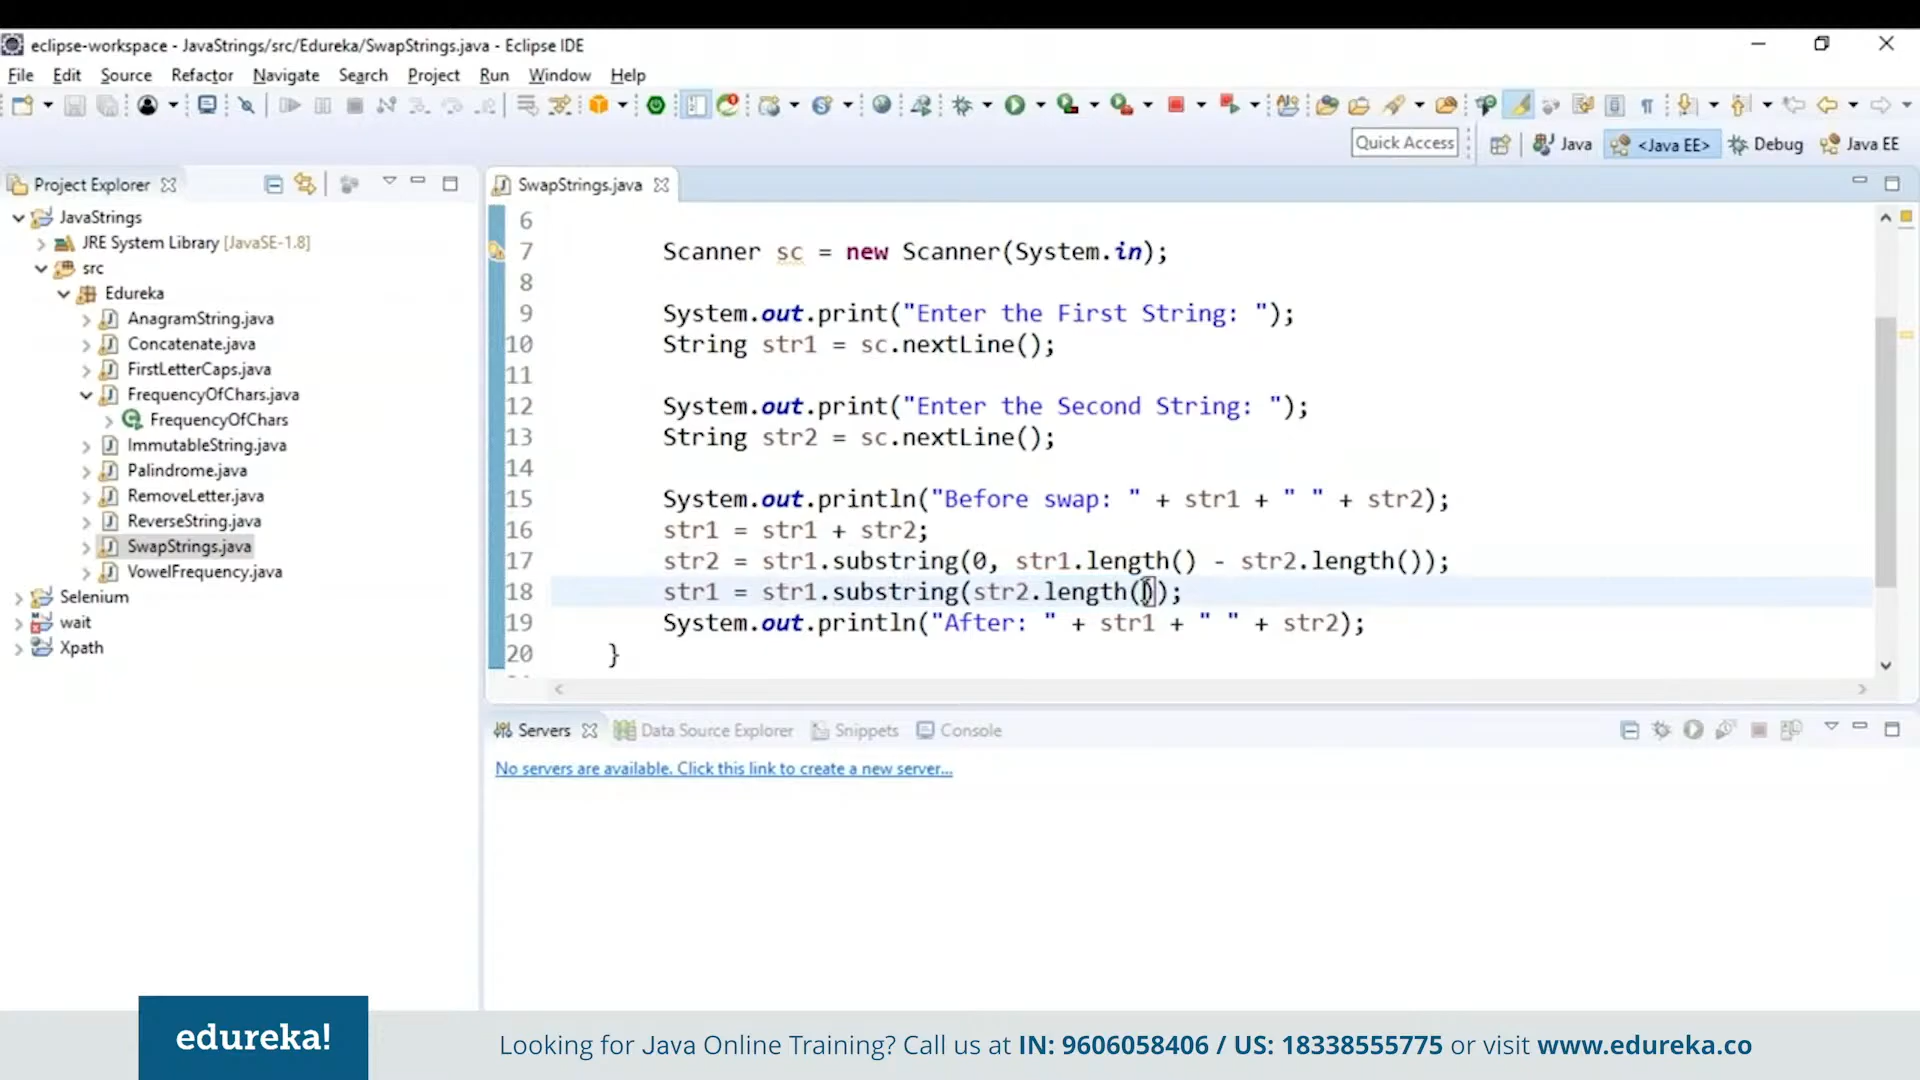 eclipse-workspace - JavaStrings/src/Edureka/SwapStrings.java - Eclipse IDE
File Edit Source Refactor Navigate Search Project Run Window Help
Quick Access Java <Java EE> Debug Java EE
Project Explorer
JavaStrings
JRE System Library [JavaSE-1.8]
src
Edureka
AnagramString.java
Concatenate.java
FirstLetterCaps.java
FrequencyOfChars.java
FrequencyOfChars
ImmutableString.java
Palindrome.java
RemoveLetter.java
ReverseString.java
SwapStrings.java
VowelFrequency.java
Selenium
wait
Xpath
SwapStrings.java
6
7 Scanner sc = new Scanner(System.in);
8
9 System.out.print("Enter the First String: ");
10 String str1 = sc.nextLine();
11
12 System.out.print("Enter the Second String: ");
13 String str2 = sc.nextLine();
14
15 System.out.println("Before swap: " + str1 + " " + str2);
16 str1 = str1 + str2;
17 str2 = str1.substring(0, str1.length() - str2.length());
18 str1 = str1.substring(str2.length());
19 System.out.println("After: " + str1 + " " + str2);
20 }
Servers Data Source Explorer Snippets Console
No servers are available. Click this link to create a new server...
edureka!
Looking for Java Online Training? Call us at IN: 9606058406 / US: 18338555775 or visit www.edureka.co